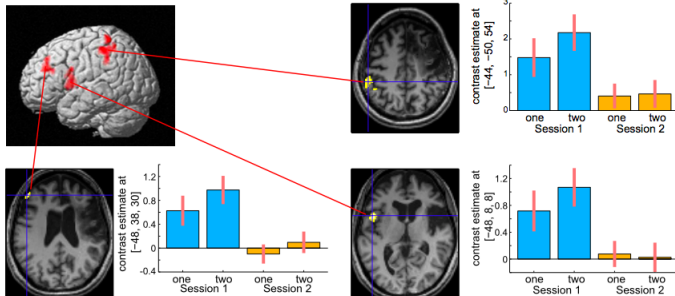 contrast estimate at
[−44, −50, 54]
3
2
1
0
one two one two
Session 1 Session 2
contrast estimate at
[−48, 38, 30]
1.2
0.8
0.4
0
-0.4
one two one two
Session 1 Session 2
contrast estimate at
[−48, 8, 8]
1.2
0.8
0.4
0
one two one two
Session 1 Session 2